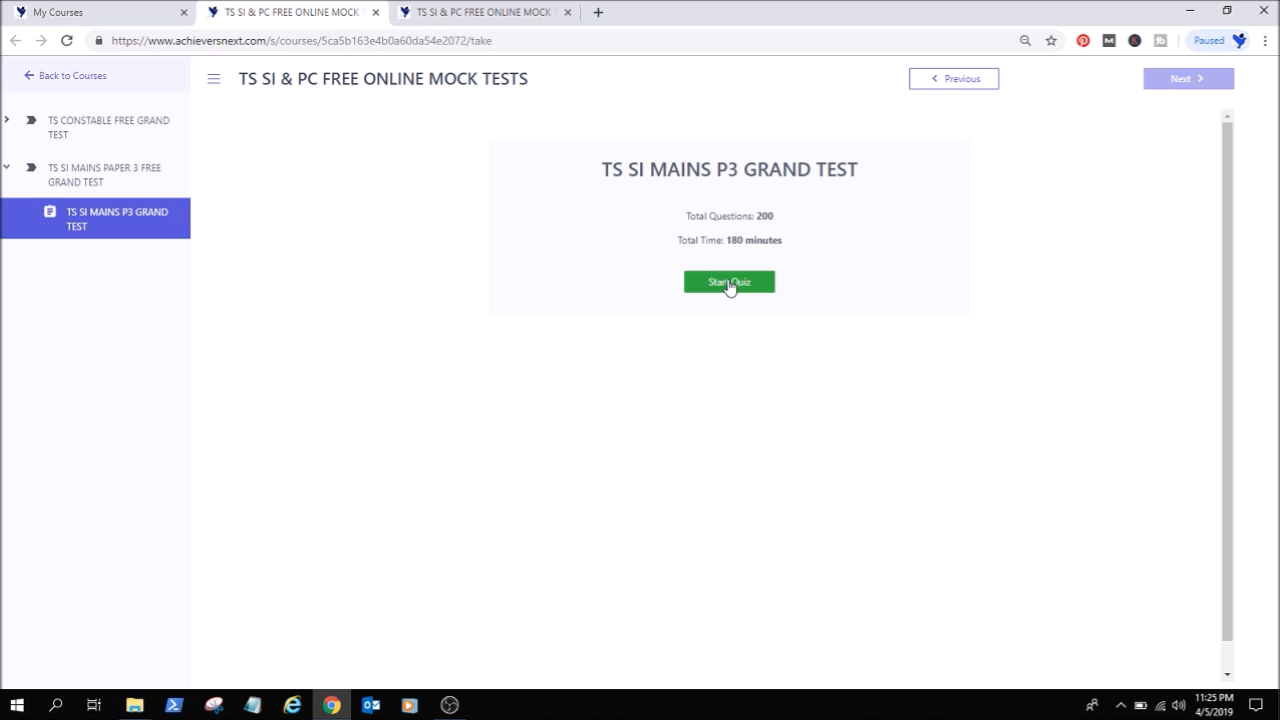 My Courses
TS SI & PC FREE ONLINE MOCK
TS SI & PC FREE ONLINE MOCK
https://www.achieversnext.com/s/courses/5ca5b163e4b0a60da54e2072/take
Paused
Back to Courses
TS SI & PC FREE ONLINE MOCK TESTS
Previous
Next
TS CONSTABLE FREE GRAND
TEST
TS SI MAINS PAPER 3 FREE
GRAND TEST
TS SI MAINS P3 GRAND
TEST
TS SI MAINS P3 GRAND TEST
Total Questions: 200
Total Time: 180 minutes
Start Quiz
11:25 PM
4/5/2019